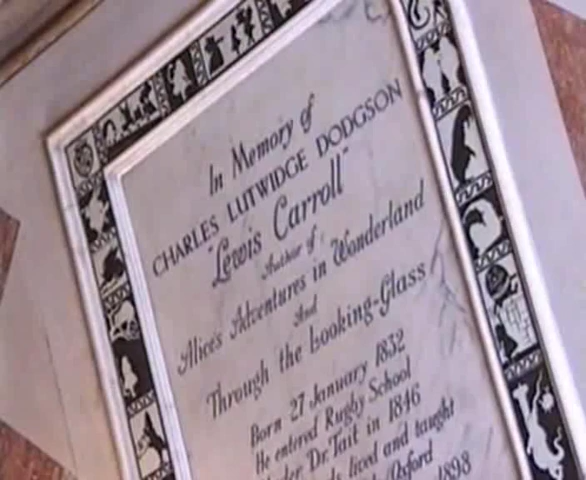 In Memory of
CHARLES LUTWIDGE DODGSON
"Lewis Carroll"
Author of
Alice's Adventures in Wonderland
And
Through the Looking-Glass
Born 27 January 1832
He entered Rugby School
Dr. Tait in 1846
lived and taught
Oxford
1898